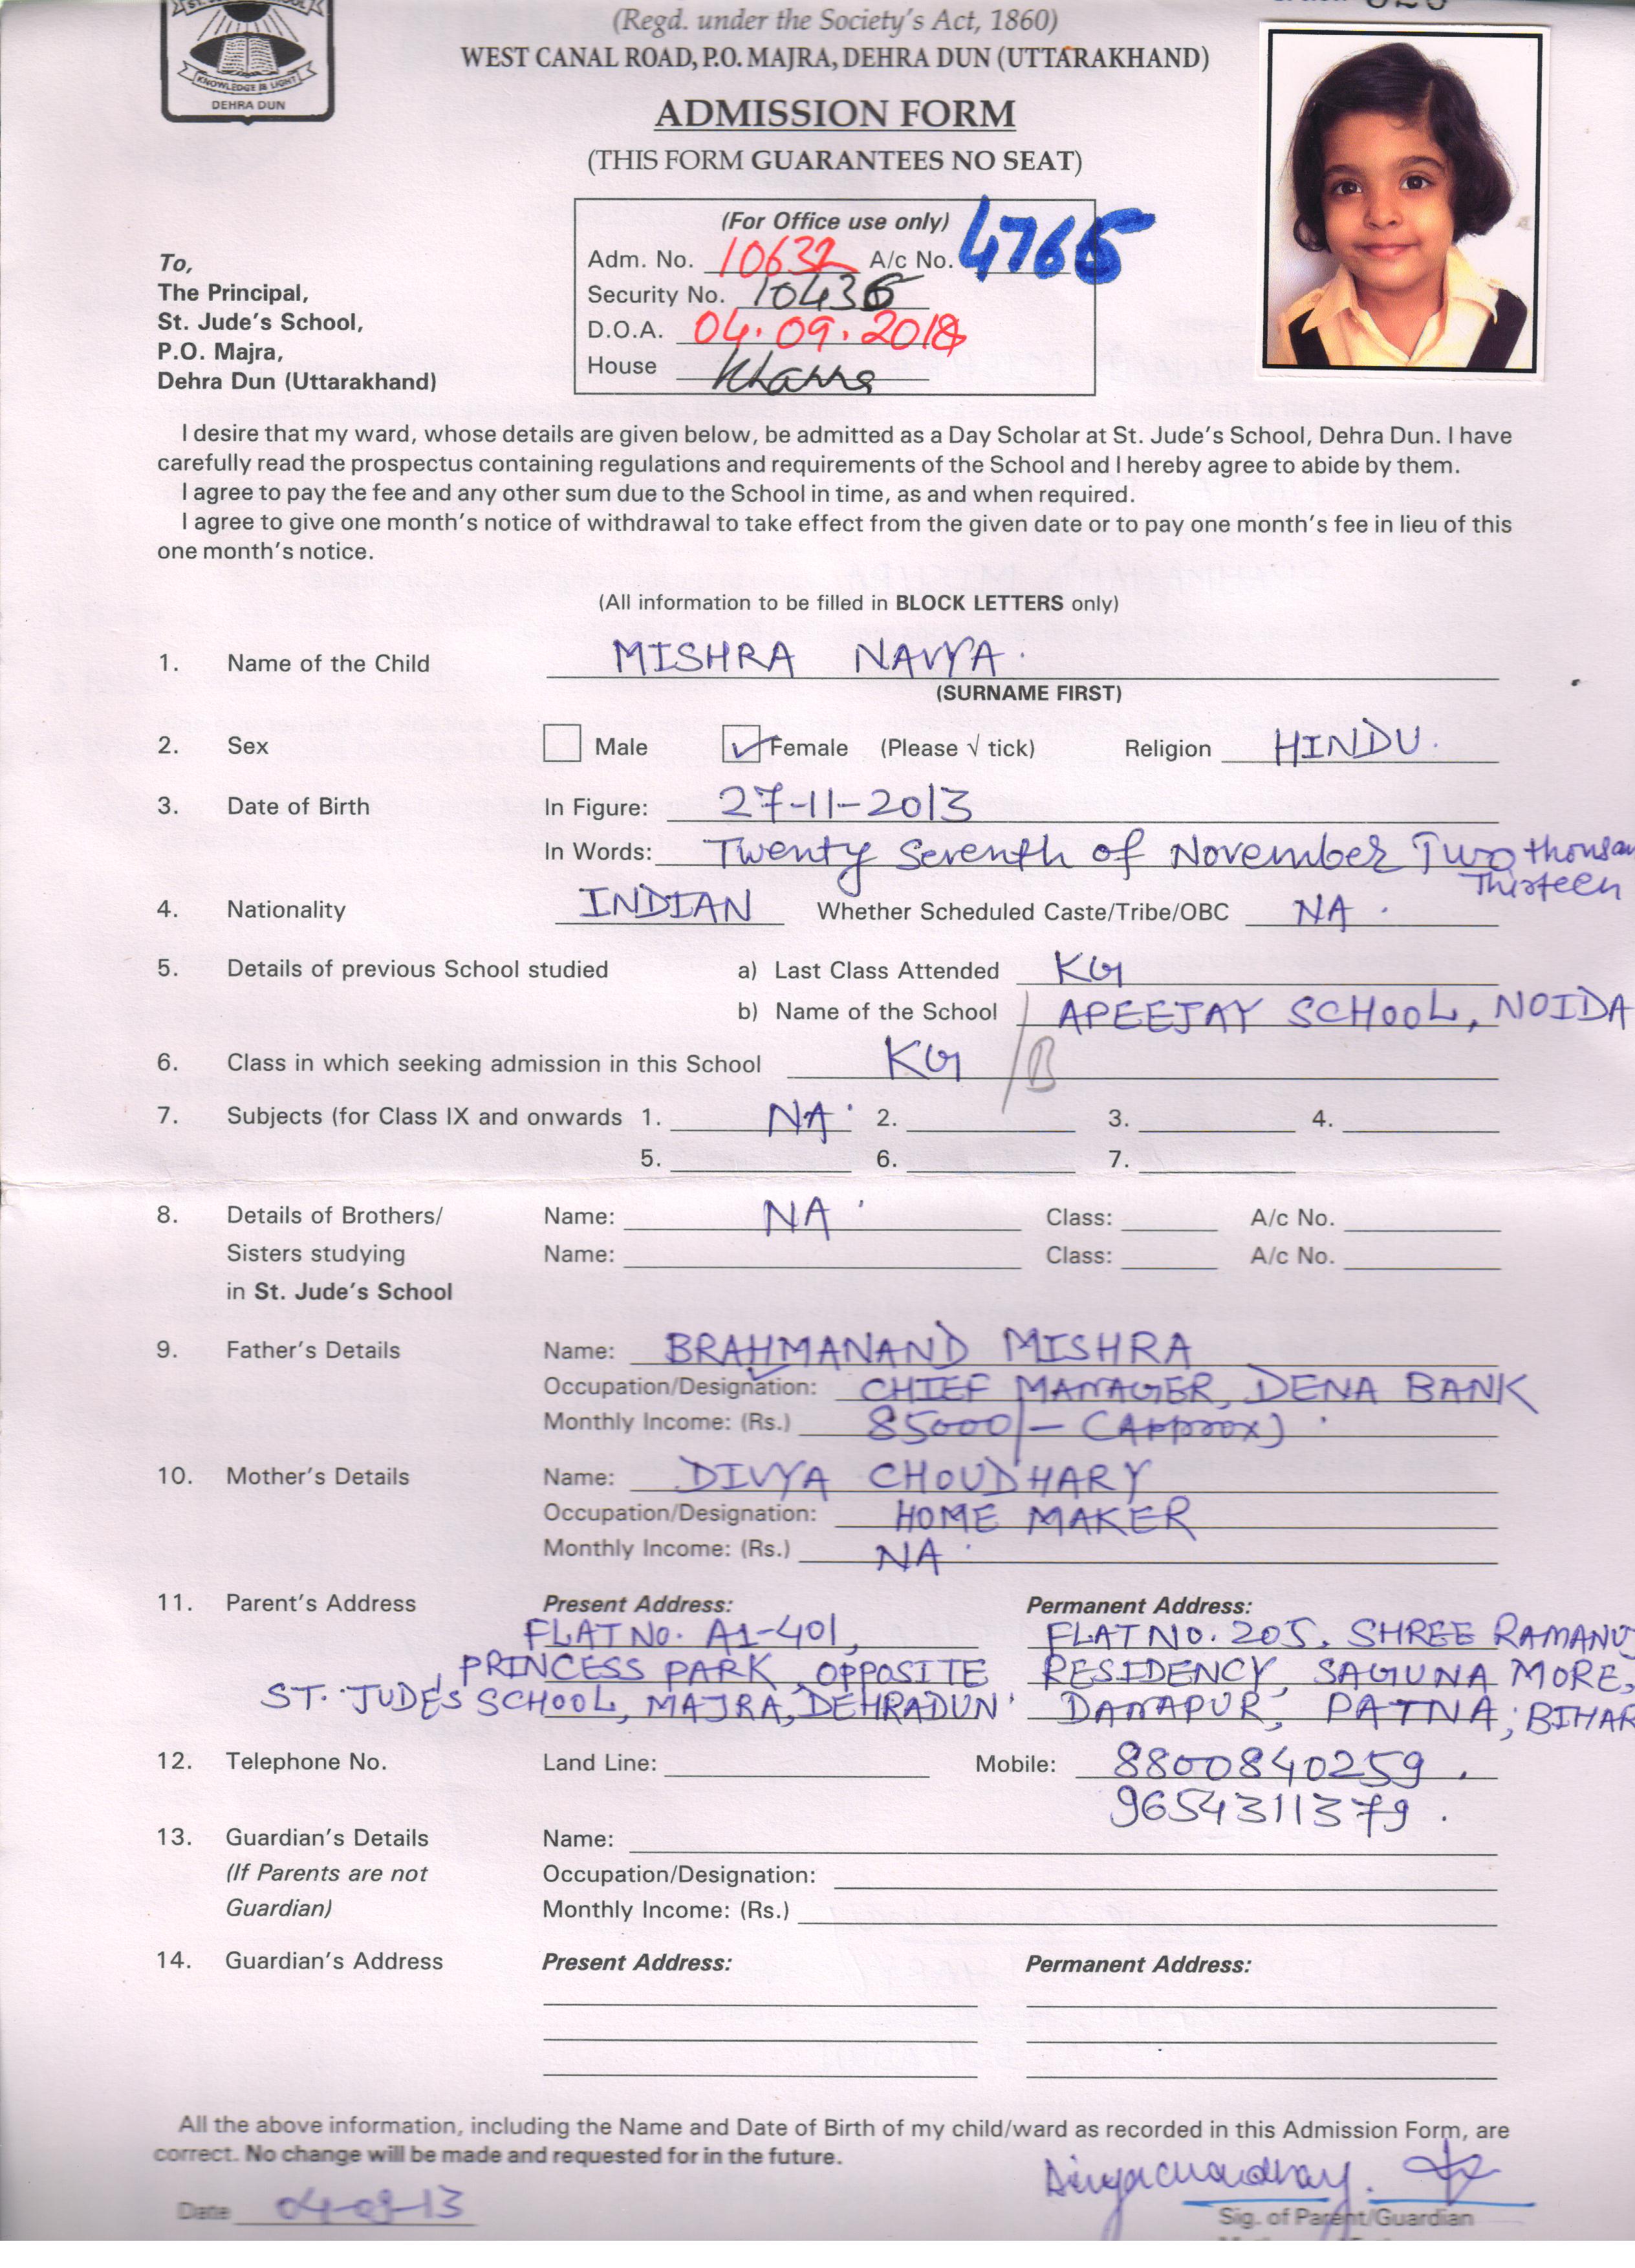 KNOWLEDGE IS LIGHT
DEHRA DUN
(Regd. under the Society's Act, 1860)
WEST CANAL ROAD, P.O. MAJRA, DEHRA DUN (UTTARAKHAND)
ADMISSION FORM
(THIS FORM GUARANTEES NO SEAT)
(For Office use only)
Adm. No. 10632 A/c No. 4765
Security No. 10436
D.O.A. 04.09.2018
House Khanna
To,
The Principal,
St. Jude's School,
P.O. Majra,
Dehra Dun (Uttarakhand)
I desire that my ward, whose details are given below, be admitted as a Day Scholar at St. Jude's School, Dehra Dun. I have
carefully read the prospectus containing regulations and requirements of the School and I hereby agree to abide by them.
I agree to pay the fee and any other sum due to the School in time, as and when required.
I agree to give one month's notice of withdrawal to take effect from the given date or to pay one month's fee in lieu of this
one month's notice.
(All information to be filled in BLOCK LETTERS only)
1. Name of the Child MISHRA NAVYA.
(SURNAME FIRST)
2. Sex Male Female (Please √ tick) Religion HINDU.
3. Date of Birth In Figure: 27-11-2013
In Words: Twenty Seventh of November Two thousan
Thirteen
4. Nationality INDIAN Whether Scheduled Caste/Tribe/OBC NA.
5. Details of previous School studied a) Last Class Attended KG
b) Name of the School APEEJAY SCHOOL, NOIDA
6. Class in which seeking admission in this School KG /B
7. Subjects (for Class IX and onwards 1. NA. 2. 3. 4.
5. 6. 7.
8. Details of Brothers/ Name: NA. Class: A/c No.
Sisters studying Name: Class: A/c No.
in St. Jude's School
9. Father's Details Name: BRAHMANAND MISHRA
Occupation/Designation: CHIEF MANAGER, DENA BANK
Monthly Income: (Rs.) 85000/- (Approx).
10. Mother's Details Name: DIVYA CHOUDHARY
Occupation/Designation: HOME MAKER
Monthly Income: (Rs.) NA.
11. Parent's Address Present Address: Permanent Address:
FLAT NO. A1-401, FLAT NO. 205, SHREE RAMANUJ
PRINCESS PARK, OPPOSITE RESIDENCY, SAGUNA MORE,
ST. JUDE'S SCHOOL, MAJRA, DEHRADUN. DANAPUR, PATNA, BIHAR
12. Telephone No. Land Line: Mobile: 8800840259.
9654311379.
13. Guardian's Details Name:
(If Parents are not Occupation/Designation:
Guardian) Monthly Income: (Rs.)
14. Guardian's Address Present Address: Permanent Address:
All the above information, including the Name and Date of Birth of my child/ward as recorded in this Admission Form, are
correct. No change will be made and requested for in the future.
Divyachoudhary.
Date 04-09-13
Sig. of Parent/Guardian